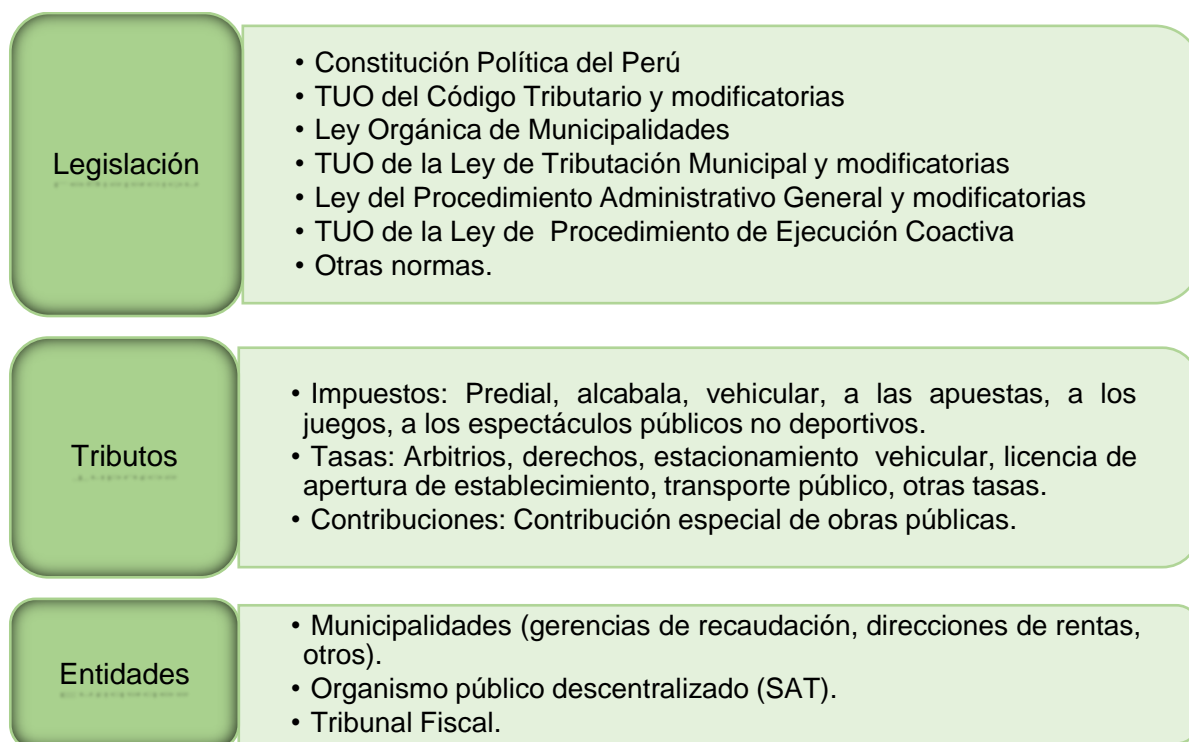 Legislación
• Constitución Política del Perú
• TUO del Código Tributario y modificatorias
• Ley Orgánica de Municipalidades
• TUO de la Ley de Tributación Municipal y modificatorias
• Ley del Procedimiento Administrativo General y modificatorias
• TUO de la Ley de Procedimiento de Ejecución Coactiva
• Otras normas.
Tributos
• Impuestos: Predial, alcabala, vehicular, a las apuestas, a los
juegos, a los espectáculos públicos no deportivos.
• Tasas: Arbitrios, derechos, estacionamiento vehicular, licencia de
apertura de establecimiento, transporte público, otras tasas.
• Contribuciones: Contribución especial de obras públicas.
Entidades
• Municipalidades (gerencias de recaudación, direcciones de rentas,
otros).
• Organismo público descentralizado (SAT).
• Tribunal Fiscal.